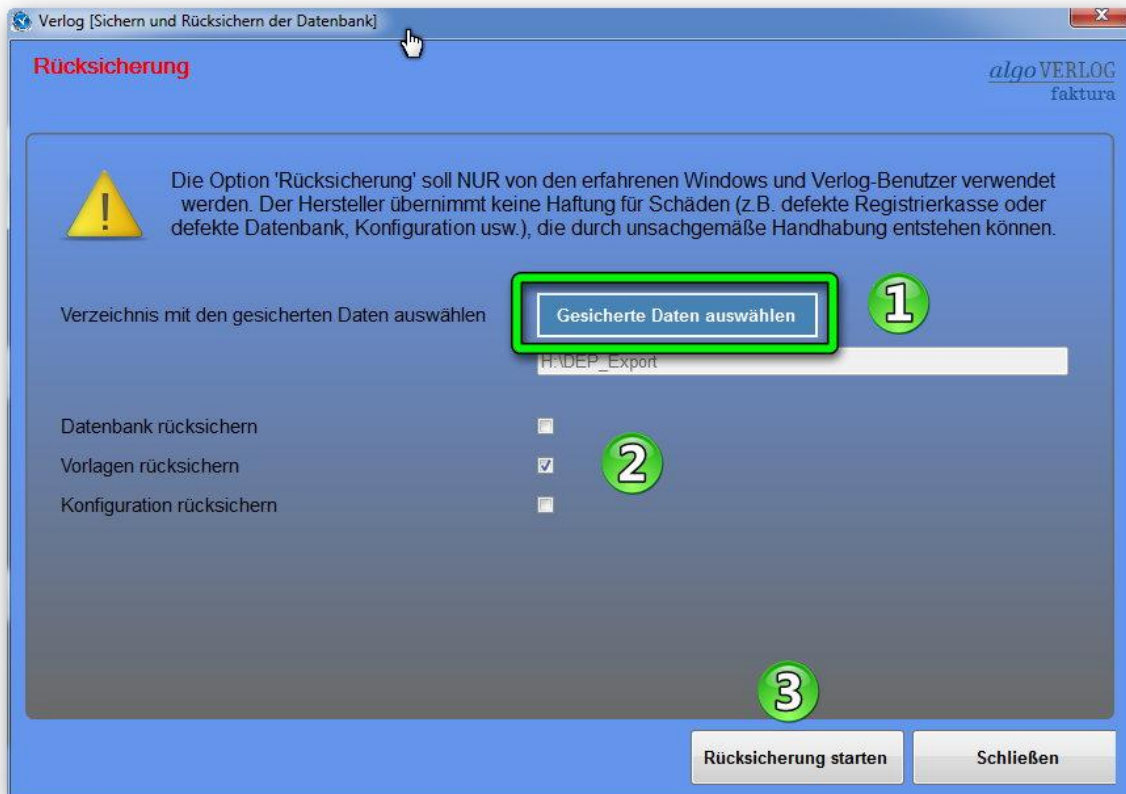 Verlog [Sichern und Rücksichern der Datenbank]
x
Rücksicherung
algo VERLOG
faktura
!
Die Option 'Rücksicherung' soll NUR von den erfahrenen Windows und Verlog-Benutzer verwendet
werden. Der Hersteller übernimmt keine Haftung für Schäden (z.B. defekte Registrierkasse oder
defekte Datenbank, Konfiguration usw.), die durch unsachgemäße Handhabung entstehen können.
Verzeichnis mit den gesicherten Daten auswählen Gesicherte Daten auswählen 1
H:\DEP_Export
Datenbank rücksichern
Vorlagen rücksichern 2
Konfiguration rücksichern
3
Rücksicherung starten Schließen